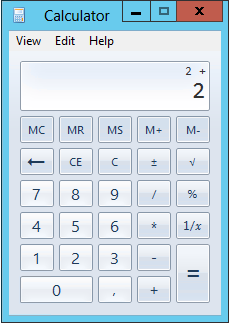 Calculator
View Edit Help
2 +
2
MC MR MS M+ M-
← CE C ± √
7 8 9 / %
4 5 6 * 1/x
1 2 3 - =
0 , +